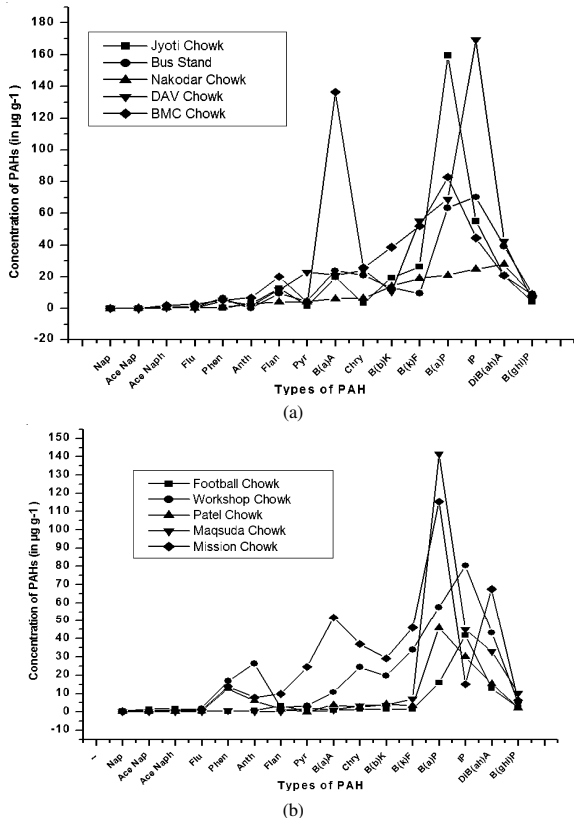 Concentration of PAHs (in µg g-1)
180
160
140
120
100
80
60
40
20
0
-20
Jyoti Chowk
Bus Stand
Nakodar Chowk
DAV Chowk
BMC Chowk
Nap
Ace Nap
Ace Naph
Flu
Phen
Anth
Flan
Pyr
B(a)A
Chry
B(b)K
B(k)F
B(a)P
IP
DIB(ah)A
B(ghl)P
Types of PAH
(a)
Concentration of PAHs (in µg g-1)
150
140
130
120
110
100
90
80
70
60
50
40
30
20
10
0
-10
Football Chowk
Workshop Chowk
Patel Chowk
Maqsuda Chowk
Mission Chowk
--
Nap
Ace Nap
Ace Naph
Flu
Phen
Anth
Flan
Pyr
B(a)A
Chry
B(b)K
B(k)F
B(a)P
IP
DIB(ah)A
B(ghl)P
Types of PAH
(b)